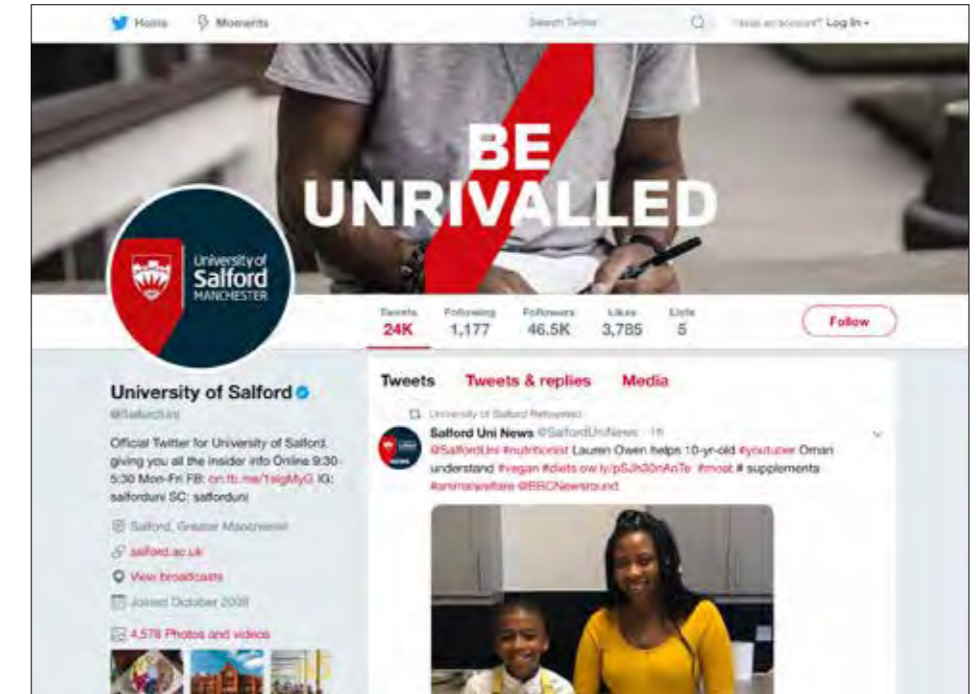 Home Moments Search Twitter Have an account? Log In
BE
UNRIVALLED
University of
Salford
MANCHESTER
Tweets Following Followers Likes Lists
24K 1,177 46.5K 3,785 5
Follow
University of Salford
@SalfordUni
Official Twitter for University of Salford,
giving you all the insider info Online 9:30-
5:30 Mon-Fri FB: IG:
salforduni SC: salforduni
Salford, Greater Manchester
salford.ac.uk
View broadcasts
Joined October 2008
4,578 Photos and videos
Tweets Tweets & replies Media
University of Salford Retweeted
Salford Uni News @SalfordUniNews · 1h
@SalfordUni #nutritionist Lauren Owen helps 10-yr-old #youtuber Omari
understand #vegan #diets # supplements
#animalwelfare @BBCNewsround